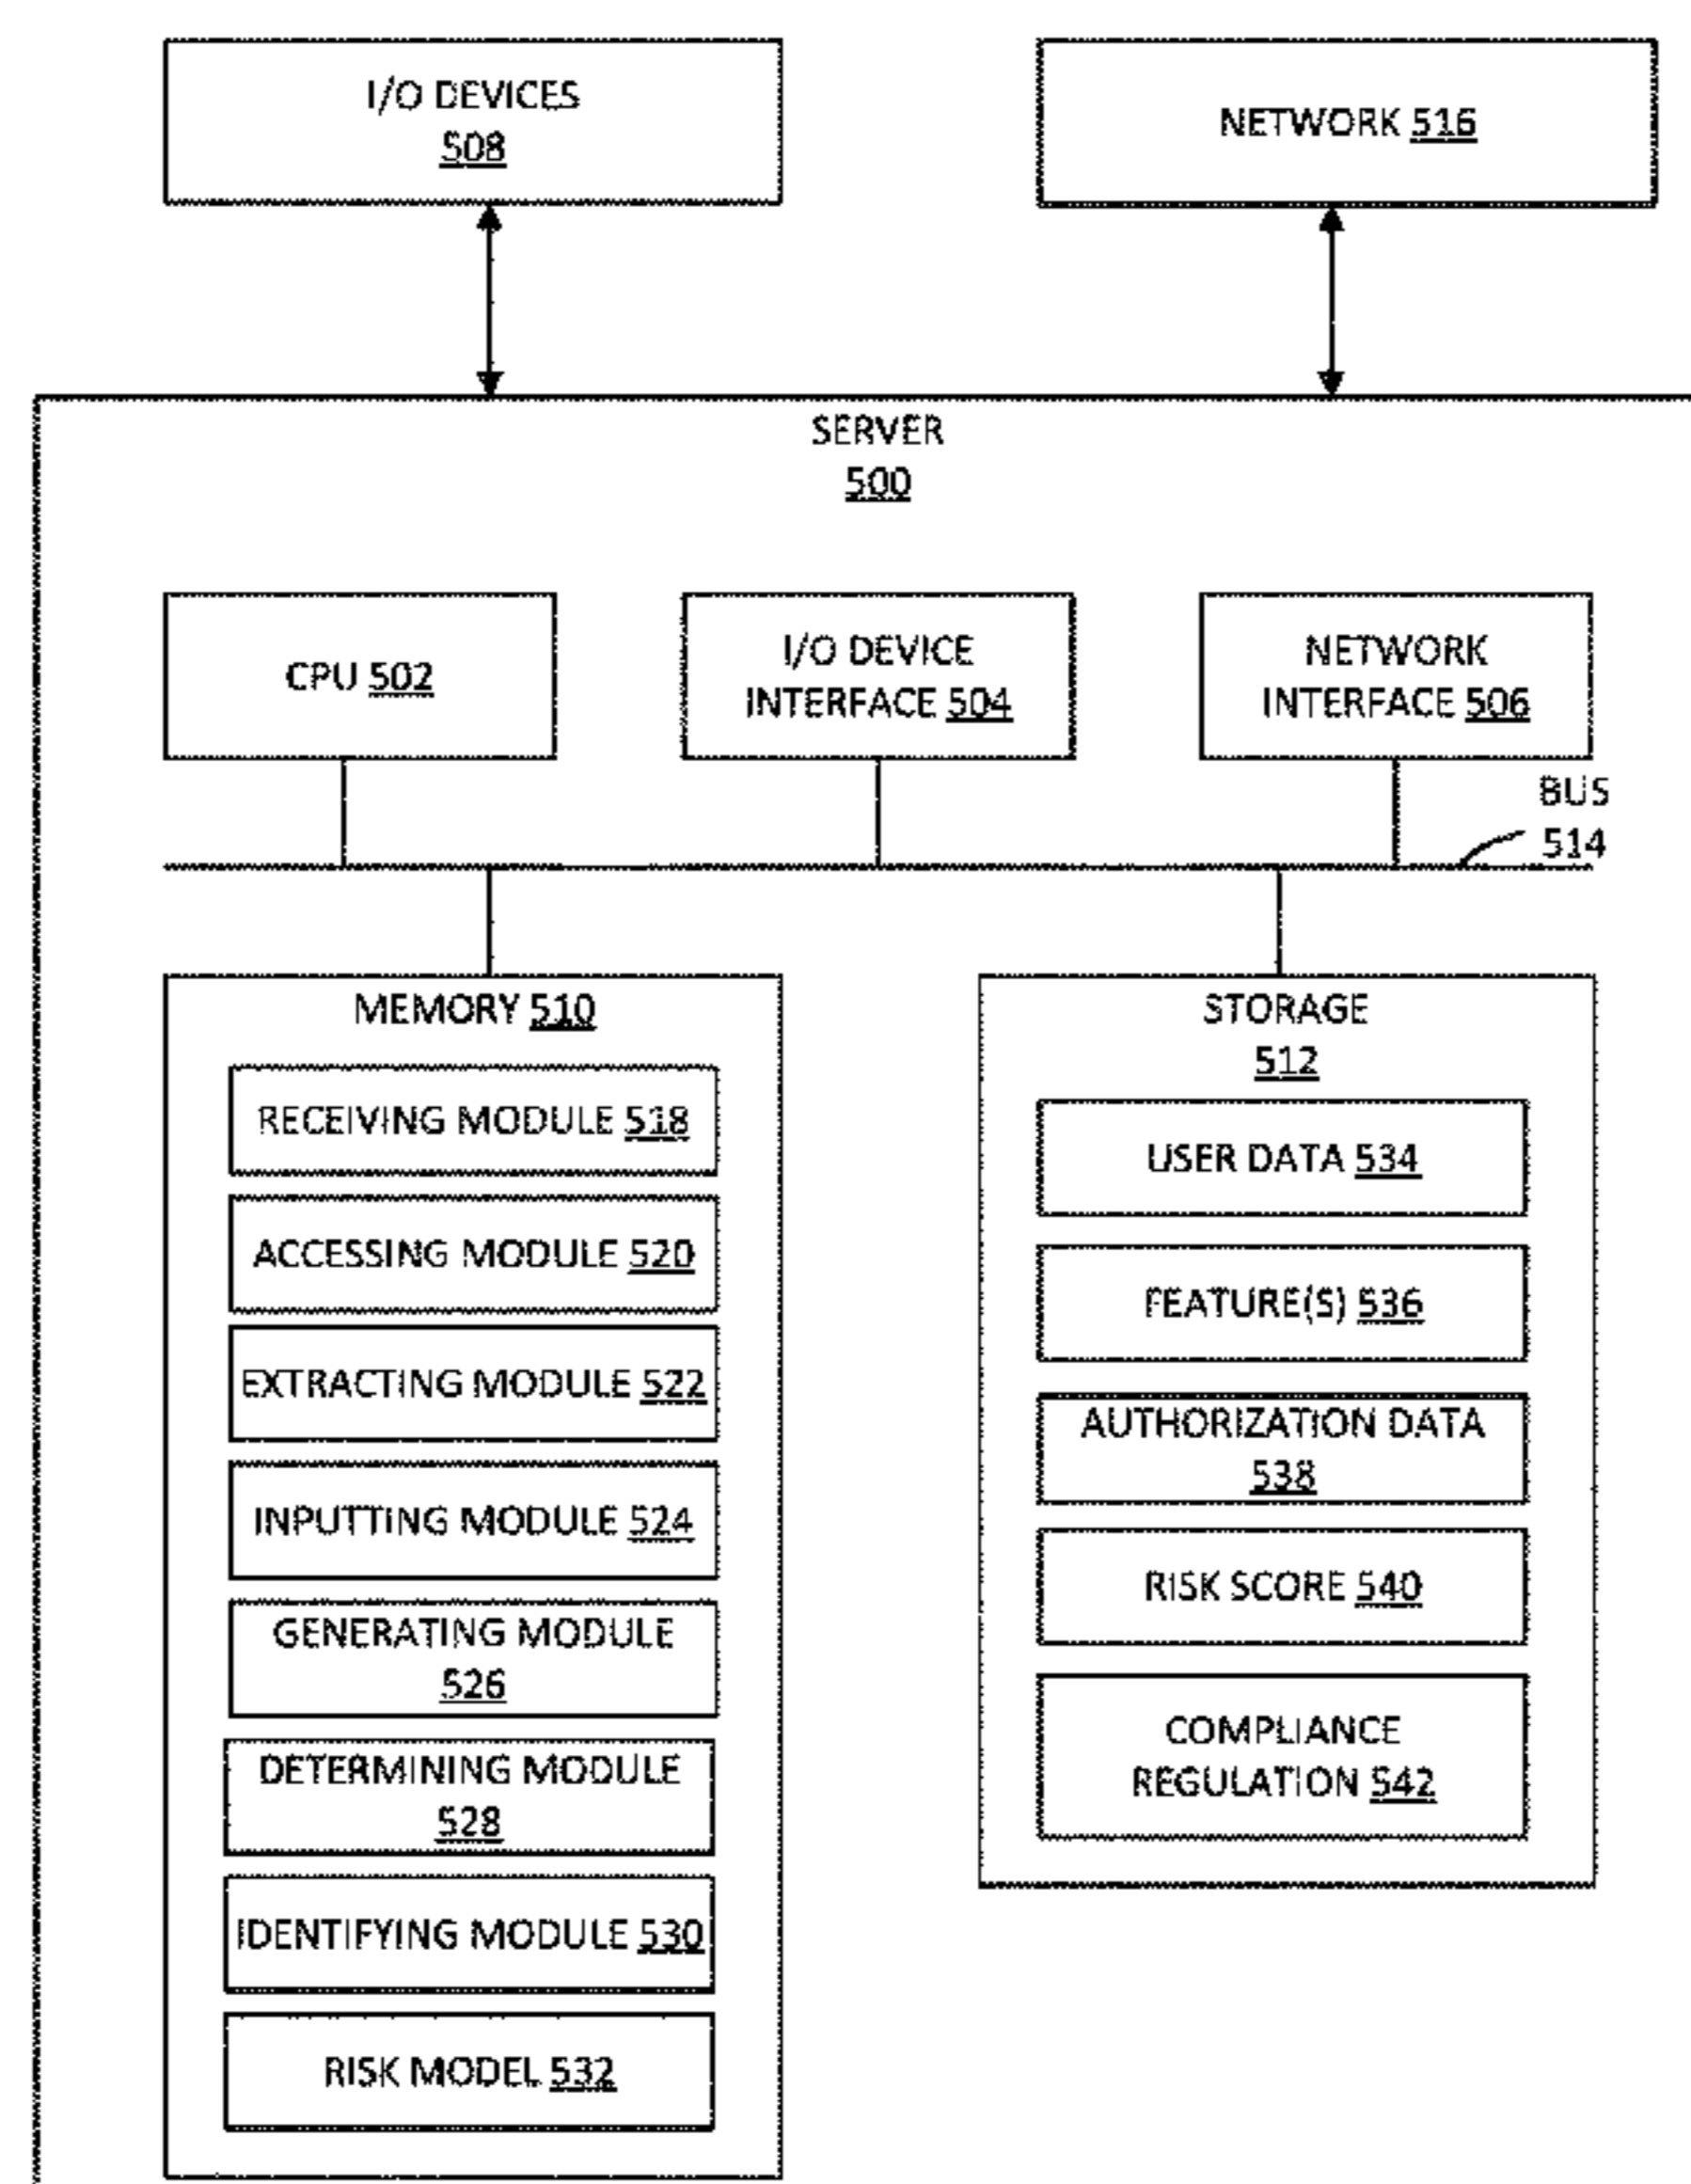 I/O DEVICES
508
NETWORK 516
SERVER
500
CPU 502
I/O DEVICE
INTERFACE 504
NETWORK
INTERFACE 506
BUS
514
MEMORY 510
RECEIVING MODULE 518
ACCESSING MODULE 520
EXTRACTING MODULE 522
INPUTTING MODULE 524
GENERATING MODULE
526
DETERMINING MODULE
528
IDENTIFYING MODULE 530
RISK MODEL 532
STORAGE
512
USER DATA 534
FEATURE(S) 536
AUTHORIZATION DATA
538
RISK SCORE 540
COMPLIANCE
REGULATION 542